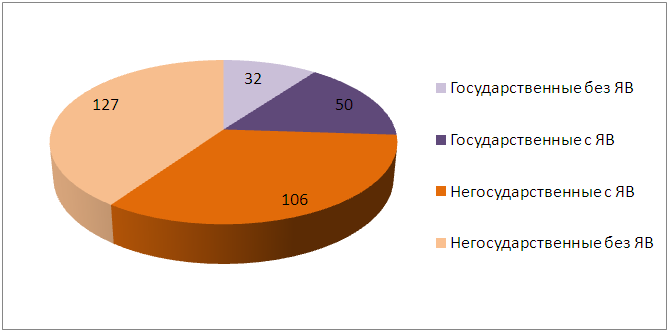 32
50
106
127
Государственные без ЯВ
Государственные с ЯВ
Негосударственные с ЯВ
Негосударственные без ЯВ